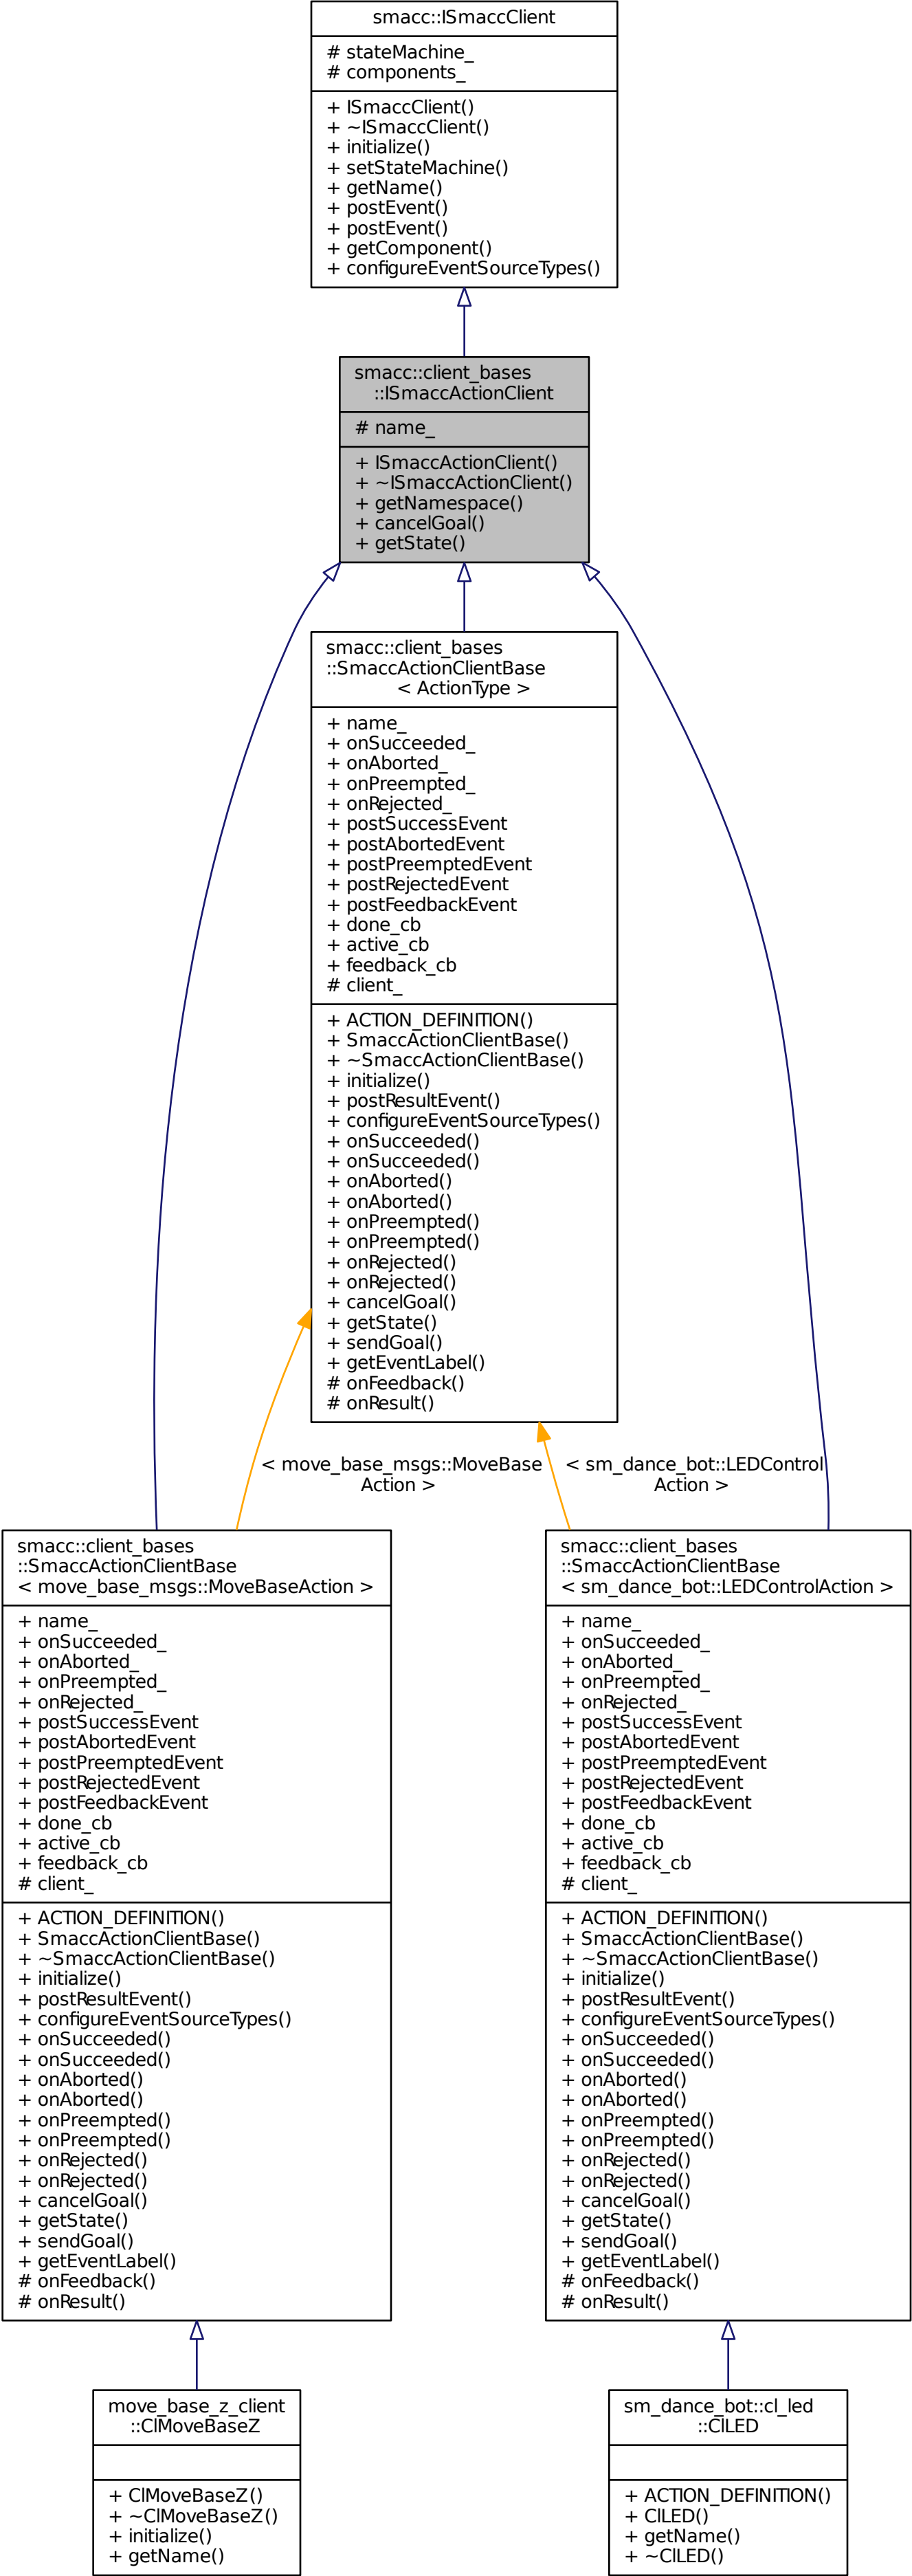 smacc::ISmaccClient
# stateMachine_
# components_
+ ISmaccClient()
+ ~ISmaccClient()
+ initialize()
+ setStateMachine()
+ getName()
+ postEvent()
+ postEvent()
+ getComponent()
+ configureEventSourceTypes()
smacc::client_bases
::ISmaccActionClient
# name_
+ ISmaccActionClient()
+ ~ISmaccActionClient()
+ getNamespace()
+ cancelGoal()
+ getState()
smacc::client_bases
::SmaccActionClientBase
< ActionType >
+ name_
+ onSucceeded_
+ onAborted_
+ onPreempted_
+ onRejected_
+ postSuccessEvent
+ postAbortedEvent
+ postPreemptedEvent
+ postRejectedEvent
+ postFeedbackEvent
+ done_cb
+ active_cb
+ feedback_cb
# client_
+ ACTION_DEFINITION()
+ SmaccActionClientBase()
+ ~SmaccActionClientBase()
+ initialize()
+ postResultEvent()
+ configureEventSourceTypes()
+ onSucceeded()
+ onSucceeded()
+ onAborted()
+ onAborted()
+ onPreempted()
+ onPreempted()
+ onRejected()
+ onRejected()
+ cancelGoal()
+ getState()
+ sendGoal()
+ getEventLabel()
# onFeedback()
# onResult()
< move_base_msgs::MoveBase
Action >
< sm_dance_bot::LEDControl
Action >
smacc::client_bases
::SmaccActionClientBase
< move_base_msgs::MoveBaseAction >
+ name_
+ onSucceeded_
+ onAborted_
+ onPreempted_
+ onRejected_
+ postSuccessEvent
+ postAbortedEvent
+ postPreemptedEvent
+ postRejectedEvent
+ postFeedbackEvent
+ done_cb
+ active_cb
+ feedback_cb
# client_
+ ACTION_DEFINITION()
+ SmaccActionClientBase()
+ ~SmaccActionClientBase()
+ initialize()
+ postResultEvent()
+ configureEventSourceTypes()
+ onSucceeded()
+ onSucceeded()
+ onAborted()
+ onAborted()
+ onPreempted()
+ onPreempted()
+ onRejected()
+ onRejected()
+ cancelGoal()
+ getState()
+ sendGoal()
+ getEventLabel()
# onFeedback()
# onResult()
smacc::client_bases
::SmaccActionClientBase
< sm_dance_bot::LEDControlAction >
+ name_
+ onSucceeded_
+ onAborted_
+ onPreempted_
+ onRejected_
+ postSuccessEvent
+ postAbortedEvent
+ postPreemptedEvent
+ postRejectedEvent
+ postFeedbackEvent
+ done_cb
+ active_cb
+ feedback_cb
# client_
+ ACTION_DEFINITION()
+ SmaccActionClientBase()
+ ~SmaccActionClientBase()
+ initialize()
+ postResultEvent()
+ configureEventSourceTypes()
+ onSucceeded()
+ onSucceeded()
+ onAborted()
+ onAborted()
+ onPreempted()
+ onPreempted()
+ onRejected()
+ onRejected()
+ cancelGoal()
+ getState()
+ sendGoal()
+ getEventLabel()
# onFeedback()
# onResult()
move_base_z_client
::ClMoveBaseZ
+ ClMoveBaseZ()
+ ~ClMoveBaseZ()
+ initialize()
+ getName()
sm_dance_bot::cl_led
::ClLED
+ ACTION_DEFINITION()
+ ClLED()
+ getName()
+ ~ClLED()